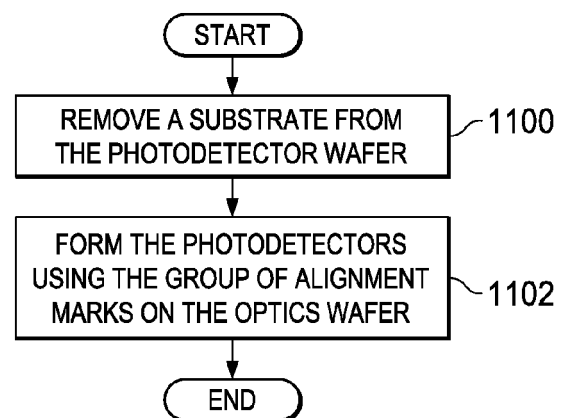 START
REMOVE A SUBSTRATE FROM
THE PHOTODETECTOR WAFER
1100
FORM THE PHOTODETECTORS
USING THE GROUP OF ALIGNMENT
MARKS ON THE OPTICS WAFER
1102
END